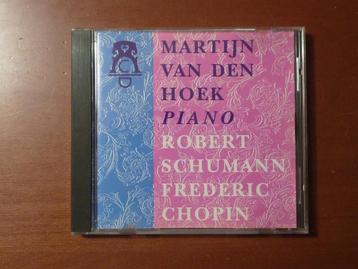 MARTIJN
VAN DEN
HOEK
PIANO
ROBERT
SCHUMANN
FREDERIC
CHOPIN